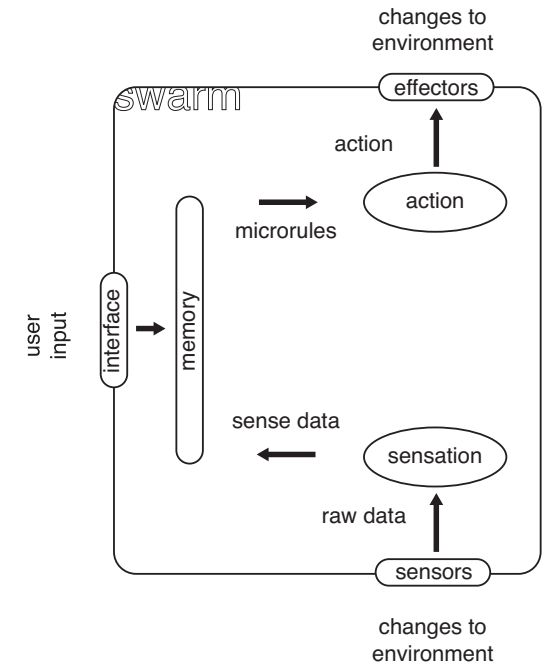 changes to
environment
swarm
effectors
action
action
microrules
user
input
interface
memory
sense data
sensation
raw data
sensors
changes to
environment